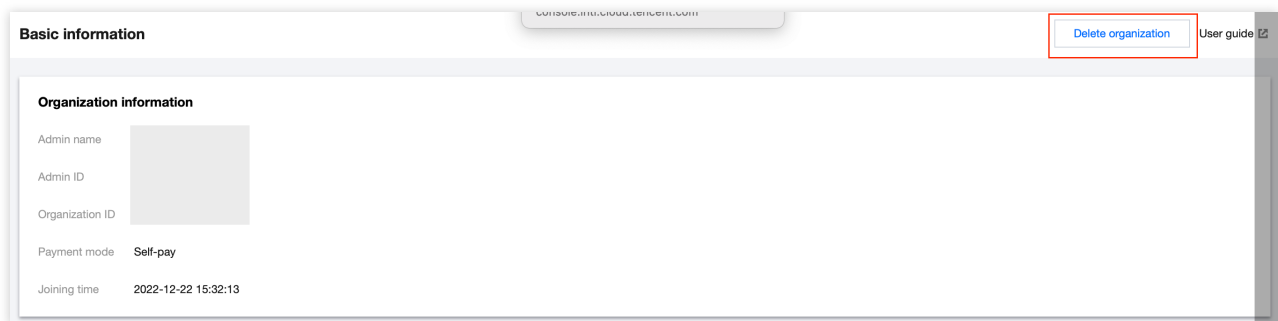 console.intl.cloud.tencent.com
Basic information
Delete organization
User guide
Organization information
Admin name
Admin ID
Organization ID
Payment mode Self-pay
Joining time 2022-12-22 15:32:13